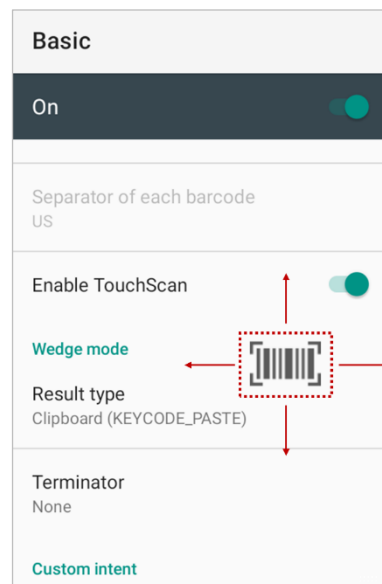 Basic
On
Separator of each barcode
US
Enable TouchScan
Wedge mode
Result type
Clipboard (KEYCODE_PASTE)
Terminator
None
Custom intent